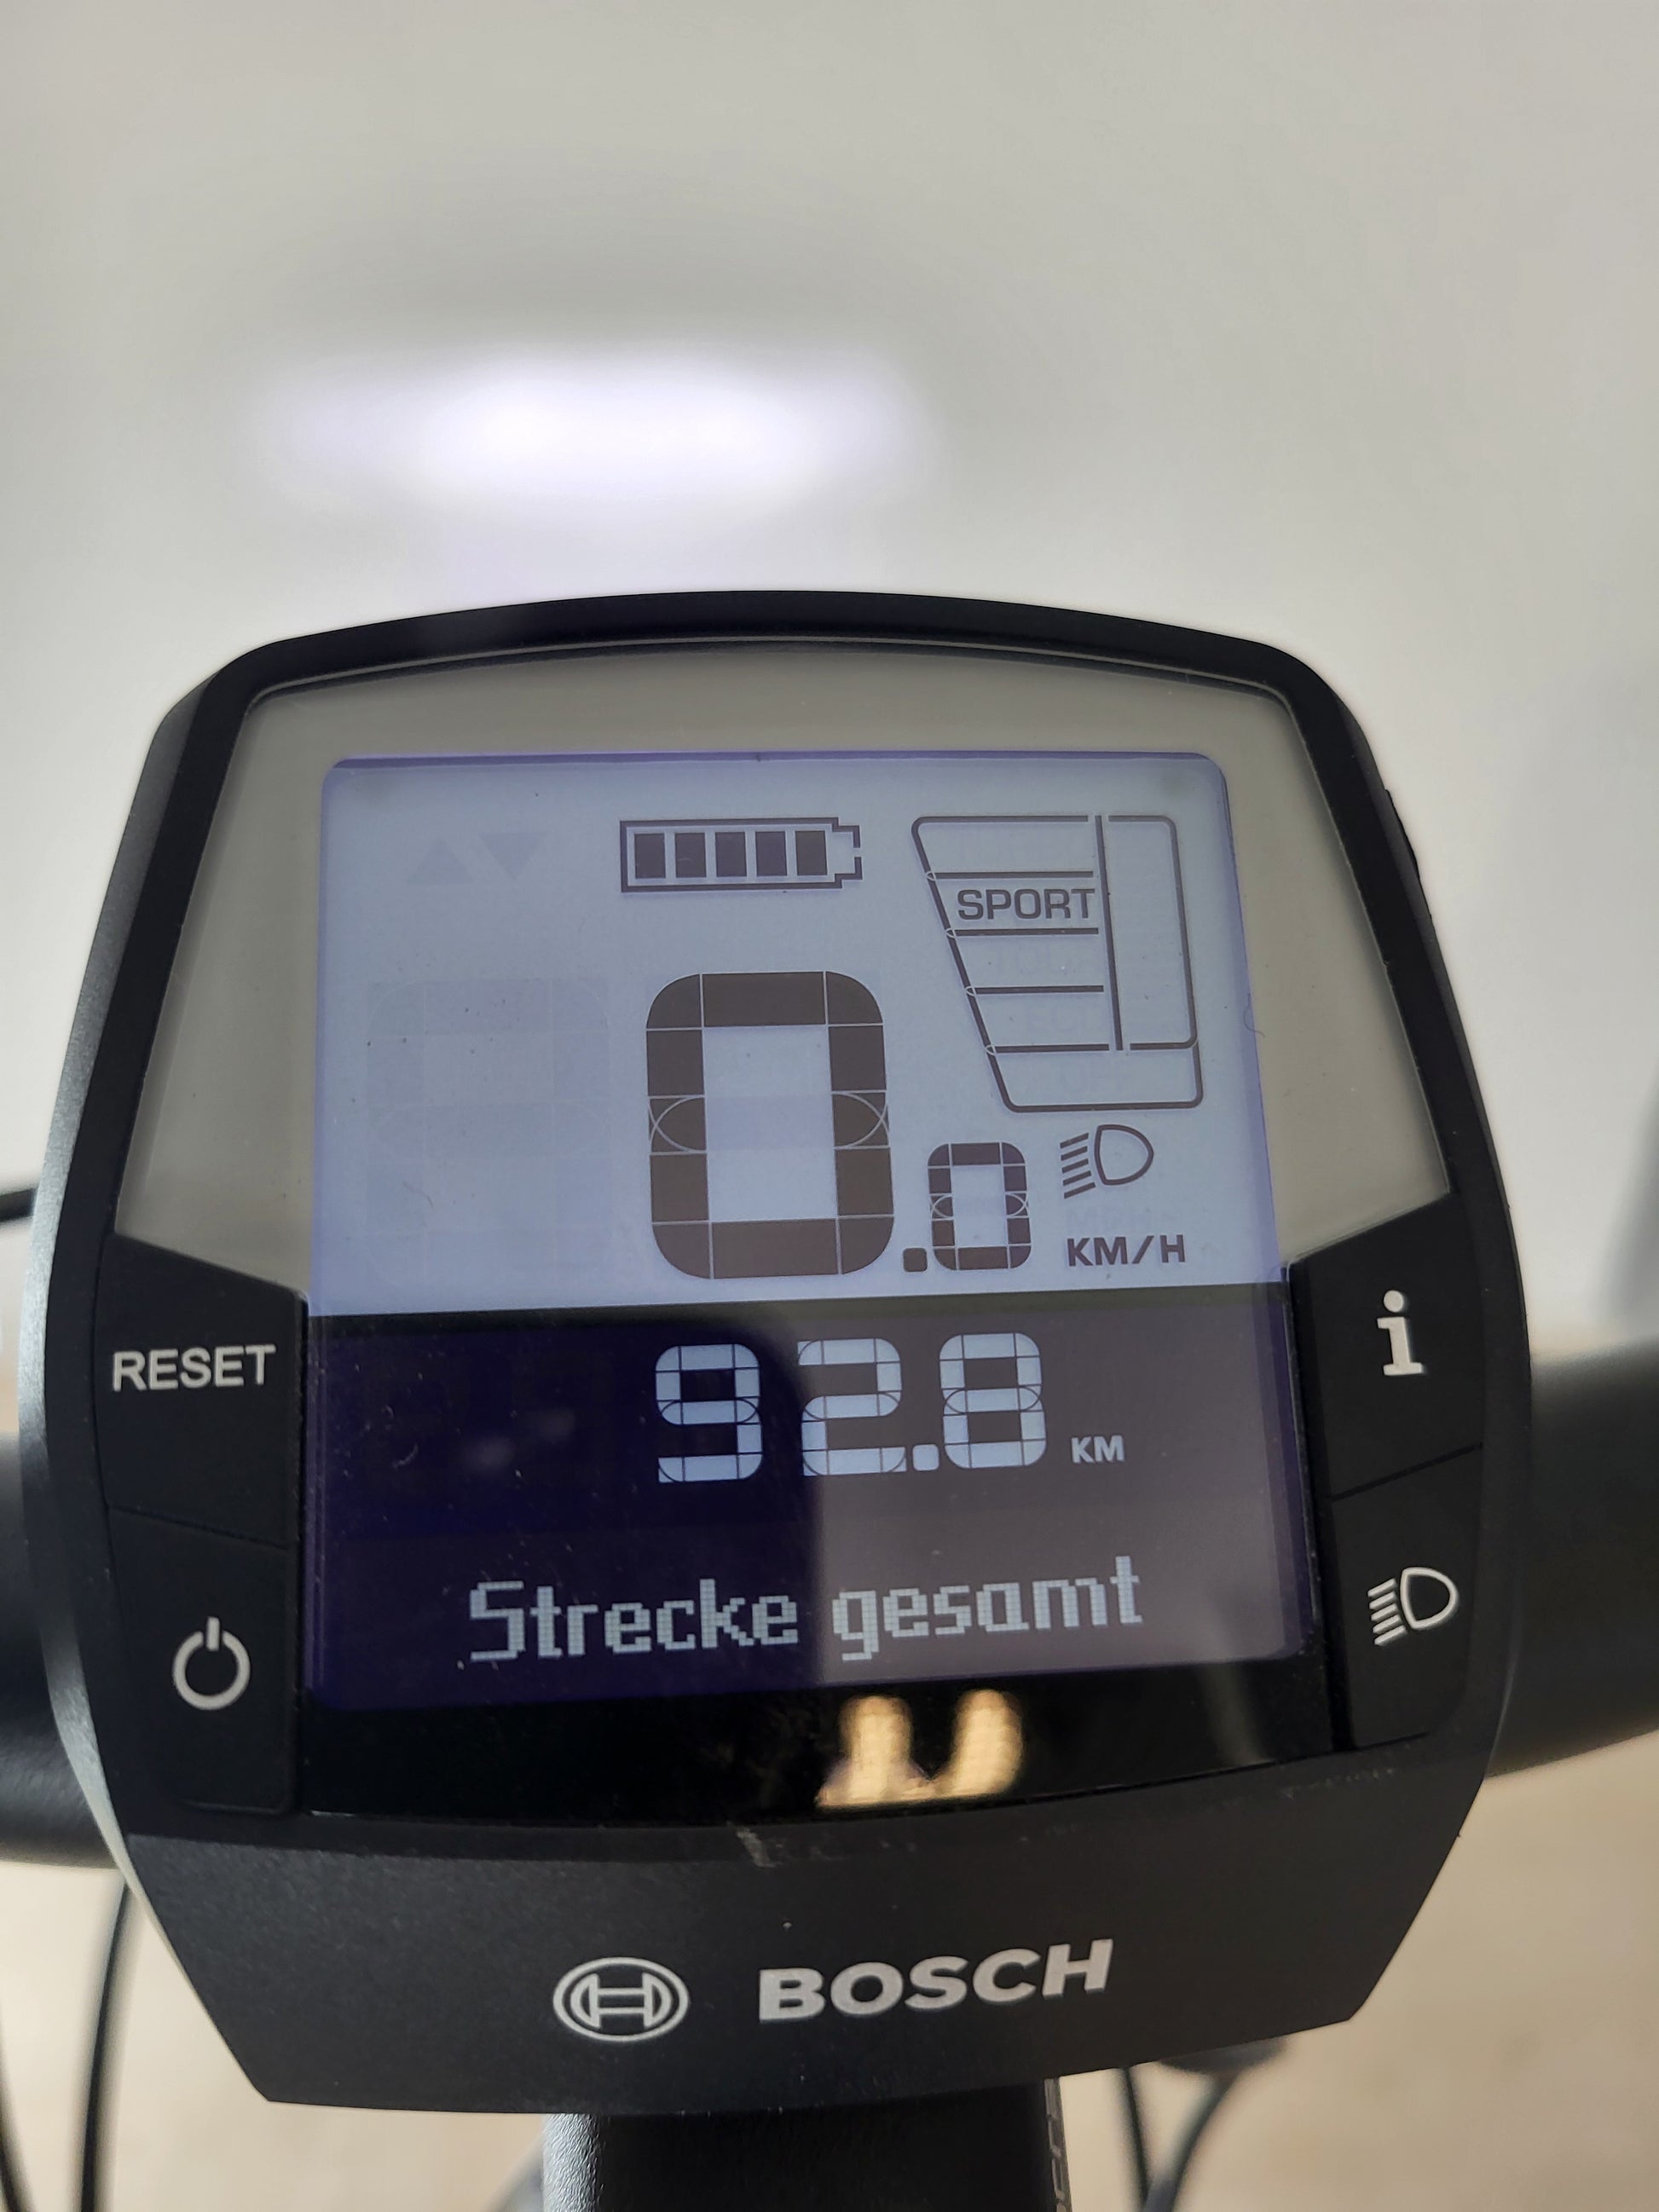 SPORT
0.0
KM/H
RESET
i
92.8 KM
Strecke gesamt
BOSCH